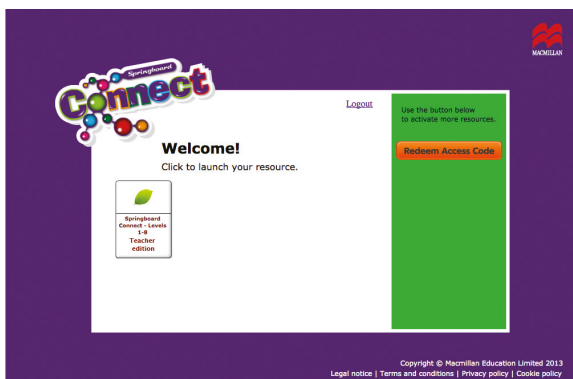 MACMILLAN
Springboard
Connect
Logout
Use the button below
to activate more resources.
Redeem Access Code
Welcome!
Click to launch your resource.
Springboard
Connect - Levels
1-8
Teacher
edition
Copyright © Macmillan Education Limited 2013
Legal notice | Terms and conditions | Privacy policy | Cookie policy